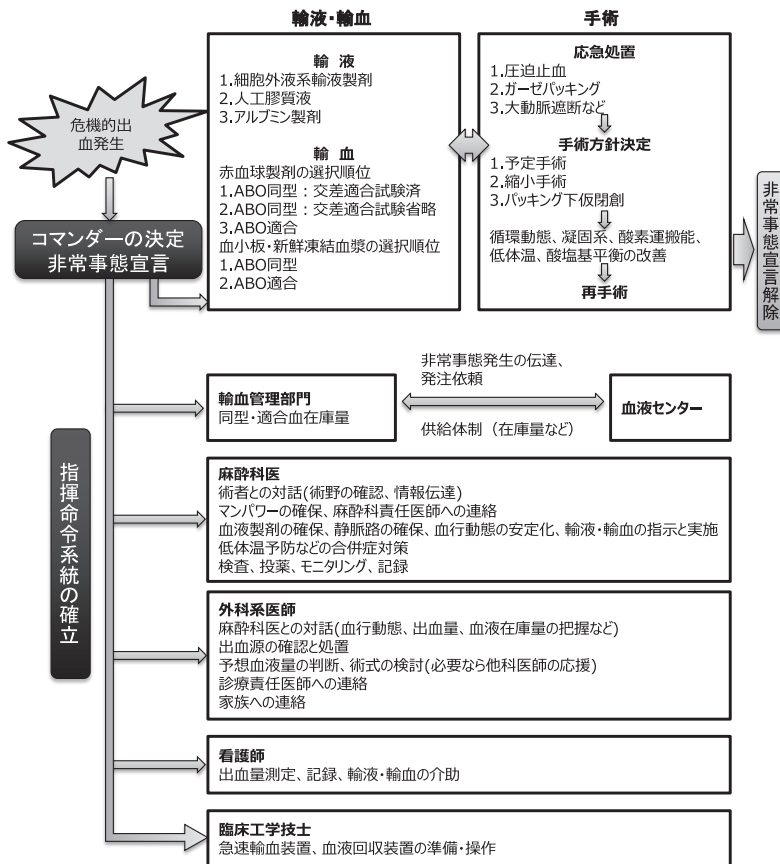 輸液・輸血
手術
危機的出
血発生
コマンダーの決定
非常事態宣言
輸 液
1.細胞外液系輸液製剤
2.人工膠質液
3.アルブミン製剤
輸 血
赤血球製剤の選択順位
1.ABO同型：交差適合試験済
2.ABO同型：交差適合試験省略
3.ABO適合
血小板・新鮮凍結血漿の選択順位
1.ABO同型
2.ABO適合
応急処置
1.圧迫止血
2.ガーゼパッキング
3.大動脈遮断など
手術方針決定
1.予定手術
2.縮小手術
3.パッキング下仮閉創
循環動態、凝固系、酸素運搬能、
低体温、酸塩基平衡の改善
再手術
非常事態宣言解除
指揮命令系統の確立
輸血管理部門
同型・適合血在庫量
非常事態発生の伝達、
発注依頼
供給体制（在庫量など）
血液センター
麻酔科医
術者との対話(術野の確認、情報伝達)
マンパワーの確保、麻酔科責任医師への連絡
血液製剤の確保、静脈路の確保、血行動態の安定化、輸液・輸血の指示と実施
低体温予防などの合併症対策
検査、投薬、モニタリング、記録
外科系医師
麻酔科医との対話(血行動態、出血量、血液在庫量の把握など)
出血源の確認と処置
予想血液量の判断、術式の検討(必要なら他科医師の応援)
診療責任医師への連絡
家族への連絡
看護師
出血量測定、記録、輸液・輸血の介助
臨床工学技士
急速輸血装置、血液回収装置の準備・操作